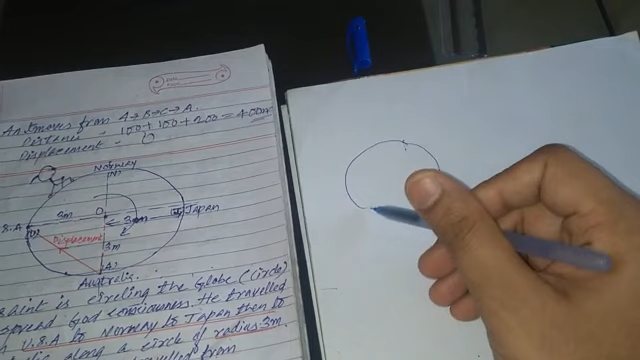 Ant moves from A→B→C→A.
Distance = 100+100+200 = 400m
Displacement = 0
Norway
(N)
3m
O
3m
Japan
S.A
Displacement
3m
(A)
Australia
saint is circling the Globe (circle)
spread God consciousness. He travelled
U.S.A to Norway to Japan then to
along a circle of radius 3m.
travelled from